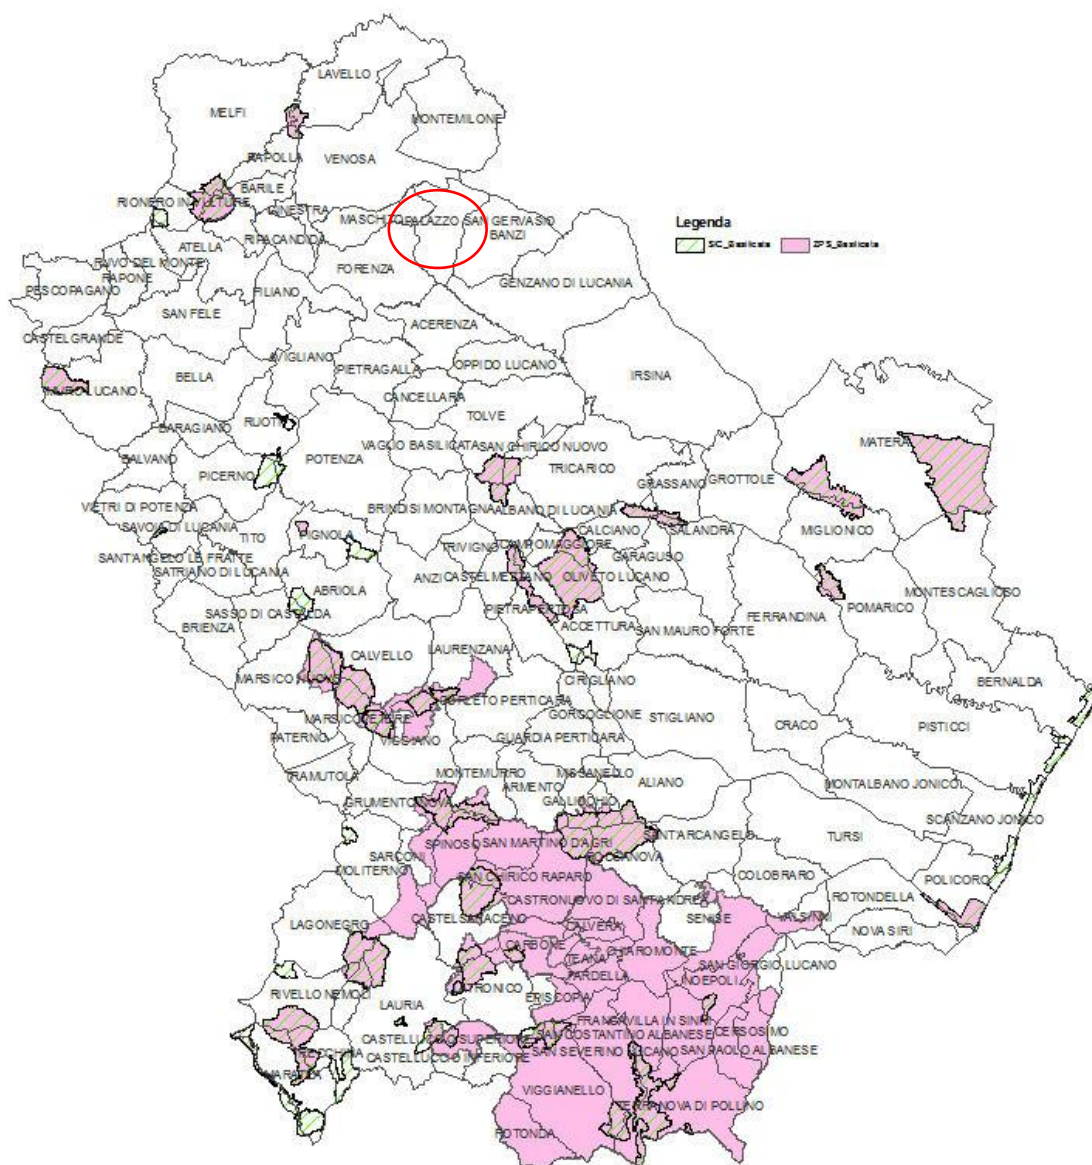 LAVELLO
MELFI
MONTEMILONE
RAPOLLA
VENOSA
BARILE
RIONERO IN VULTURE
GINESTRA
MASCHITO
PALAZZO SAN GERVASIO
BANZI
Legenda
SIC_Basilicata
ZPS_Basilicata
ATELLA
RIPACANDIDA
FORENZA
RUVO DEL MONTE
RAPONE
GENZANO DI LUCANIA
PESCOPAGANO
FILIANO
SAN FELE
ACERENZA
CASTELGRANDE
AVIGLIANO
OPPIDO LUCANO
PIETRAGALLA
IRSINA
BELLA
MURO LUCANO
CANCELLARA
TOLVE
RUOTI
BARAGIANO
VAGLIO BASILICATA
SAN CHIRICO NUOVO
MATERA
BALVANO
POTENZA
PICERNO
TRICARICO
GRASSANO
GROTTOLE
VIETRI DI POTENZA
BRINDISI MONTAGNA
ALBANO DI LUCANIA
SAVOIA DI LUCANIA
TITO
PIGNOLA
CALCIANO
SALANDRA
MIGLIONICO
TRIVIGNO
CAMPOMAGGIORE
SANT'ANGELO LE FRATTE
GARAGUSO
SATRIANO DI LUCANIA
ANZI
CASTELMEZZANO
OLIVETO LUCANO
ABRIOLA
MONTESCAGLIOSO
SASSO DI CASTALDA
PIETRAPERTOSA
POMARICO
FERRANDINA
BRIENZA
ACCETTURA
SAN MAURO FORTE
CALVELLO
LAURENZANA
MARSICO NUOVO
CIRIGLIANO
BERNALDA
CORLETO PERTICARA
GORGOGLIONE
STIGLIANO
MARSICOVETERE
CRACO
PISTICCI
PATERNO
VIGGIANO
GUARDIA PERTICARA
TRAMUTOLA
MONTEMURRO
MISSANELLO
ALIANO
ARMENTO
MONTALBANO JONICO
GRUMENTO NOVA
GALLICCHIO
SCANZANO JONICO
SPINOSO
SAN MARTINO D'AGRI
SANT'ARCANGELO
TURSI
SARCONI
ROCCANOVA
MOLITERNO
SAN CHIRICO RAPARO
COLOBRARO
POLICORO
CASTRONUOVO DI SANT'ANDREA
ROTONDELLA
CASTELSARACENO
SENISE
VALSINNI
LAGONEGRO
CALVERA
NOVA SIRI
CARBONE
CHIAROMONTE
TEANA
SAN GIORGIO LUCANO
FARDELLA
NOEPOLI
RIVELLO
NEMOLI
LATRONICO
EPISCOPIA
LAURIA
FRANCAVILLA IN SINNI
CERSOSIMO
CASTELLUCCIO SUPERIORE
SAN COSTANTINO ALBANESE
TRECCHINA
CASTELLUCCIO INFERIORE
SAN SEVERINO LUCANO
SAN PAOLO ALBANESE
MARATEA
VIGGIANELLO
TERRANOVA DI POLLINO
ROTONDA